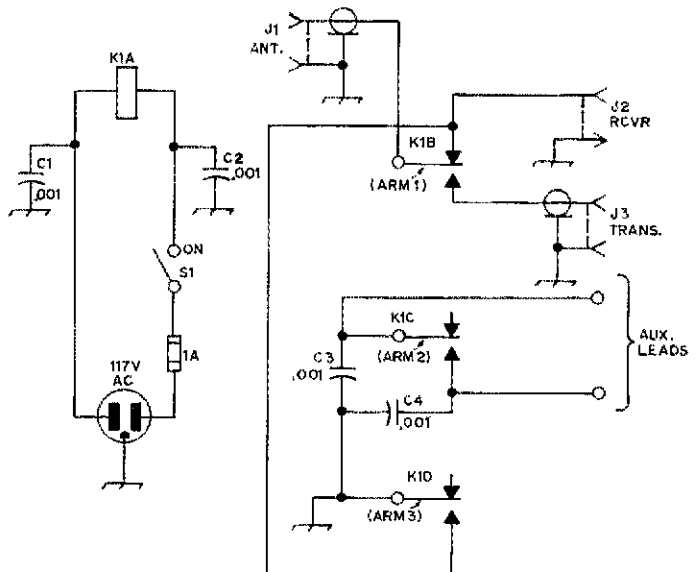 K1A
C1
.001
C2
.001
ON
S1
1A
117V
AC
J1
ANT.
K1B
(ARM 1)
J2
RCVR
J3
TRANS.
K1C
(ARM 2)
C3
.001
C4
.001
AUX.
LEADS
K1D
(ARM 3)